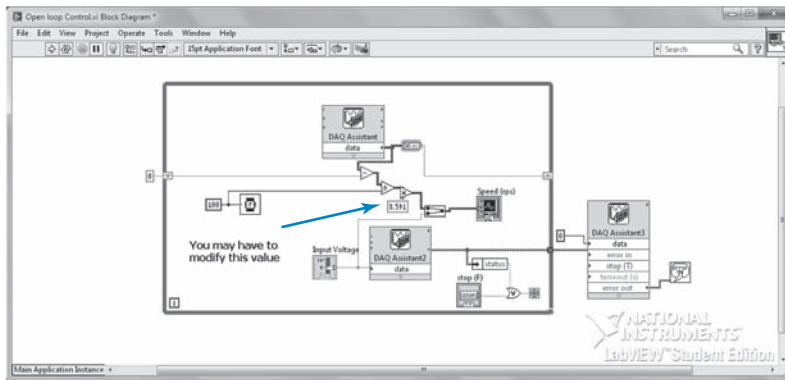 Open loop Control.vi Block Diagram *
File Edit View Project Operate Tools Window Help
15pt Application Font
Search
DAQ Assistant
data
0
100
Speed (rps)
You may have to
modify this value
Input Voltage
DAQ Assistant2
data
status
stop (F)
0
DAQ Assistant3
data
error in
stop (T)
timeout (s)
error out
i
NATIONAL
INSTRUMENTS
LabVIEW™ Student Edition
Main Application Instance